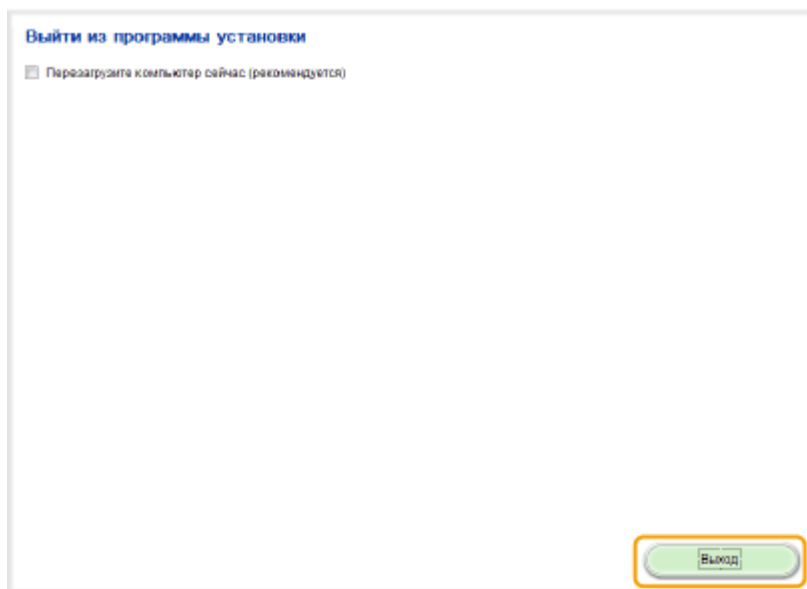 Выйти из программы установки
Перезагрузите компьютер сейчас (рекомендуется)
Выход